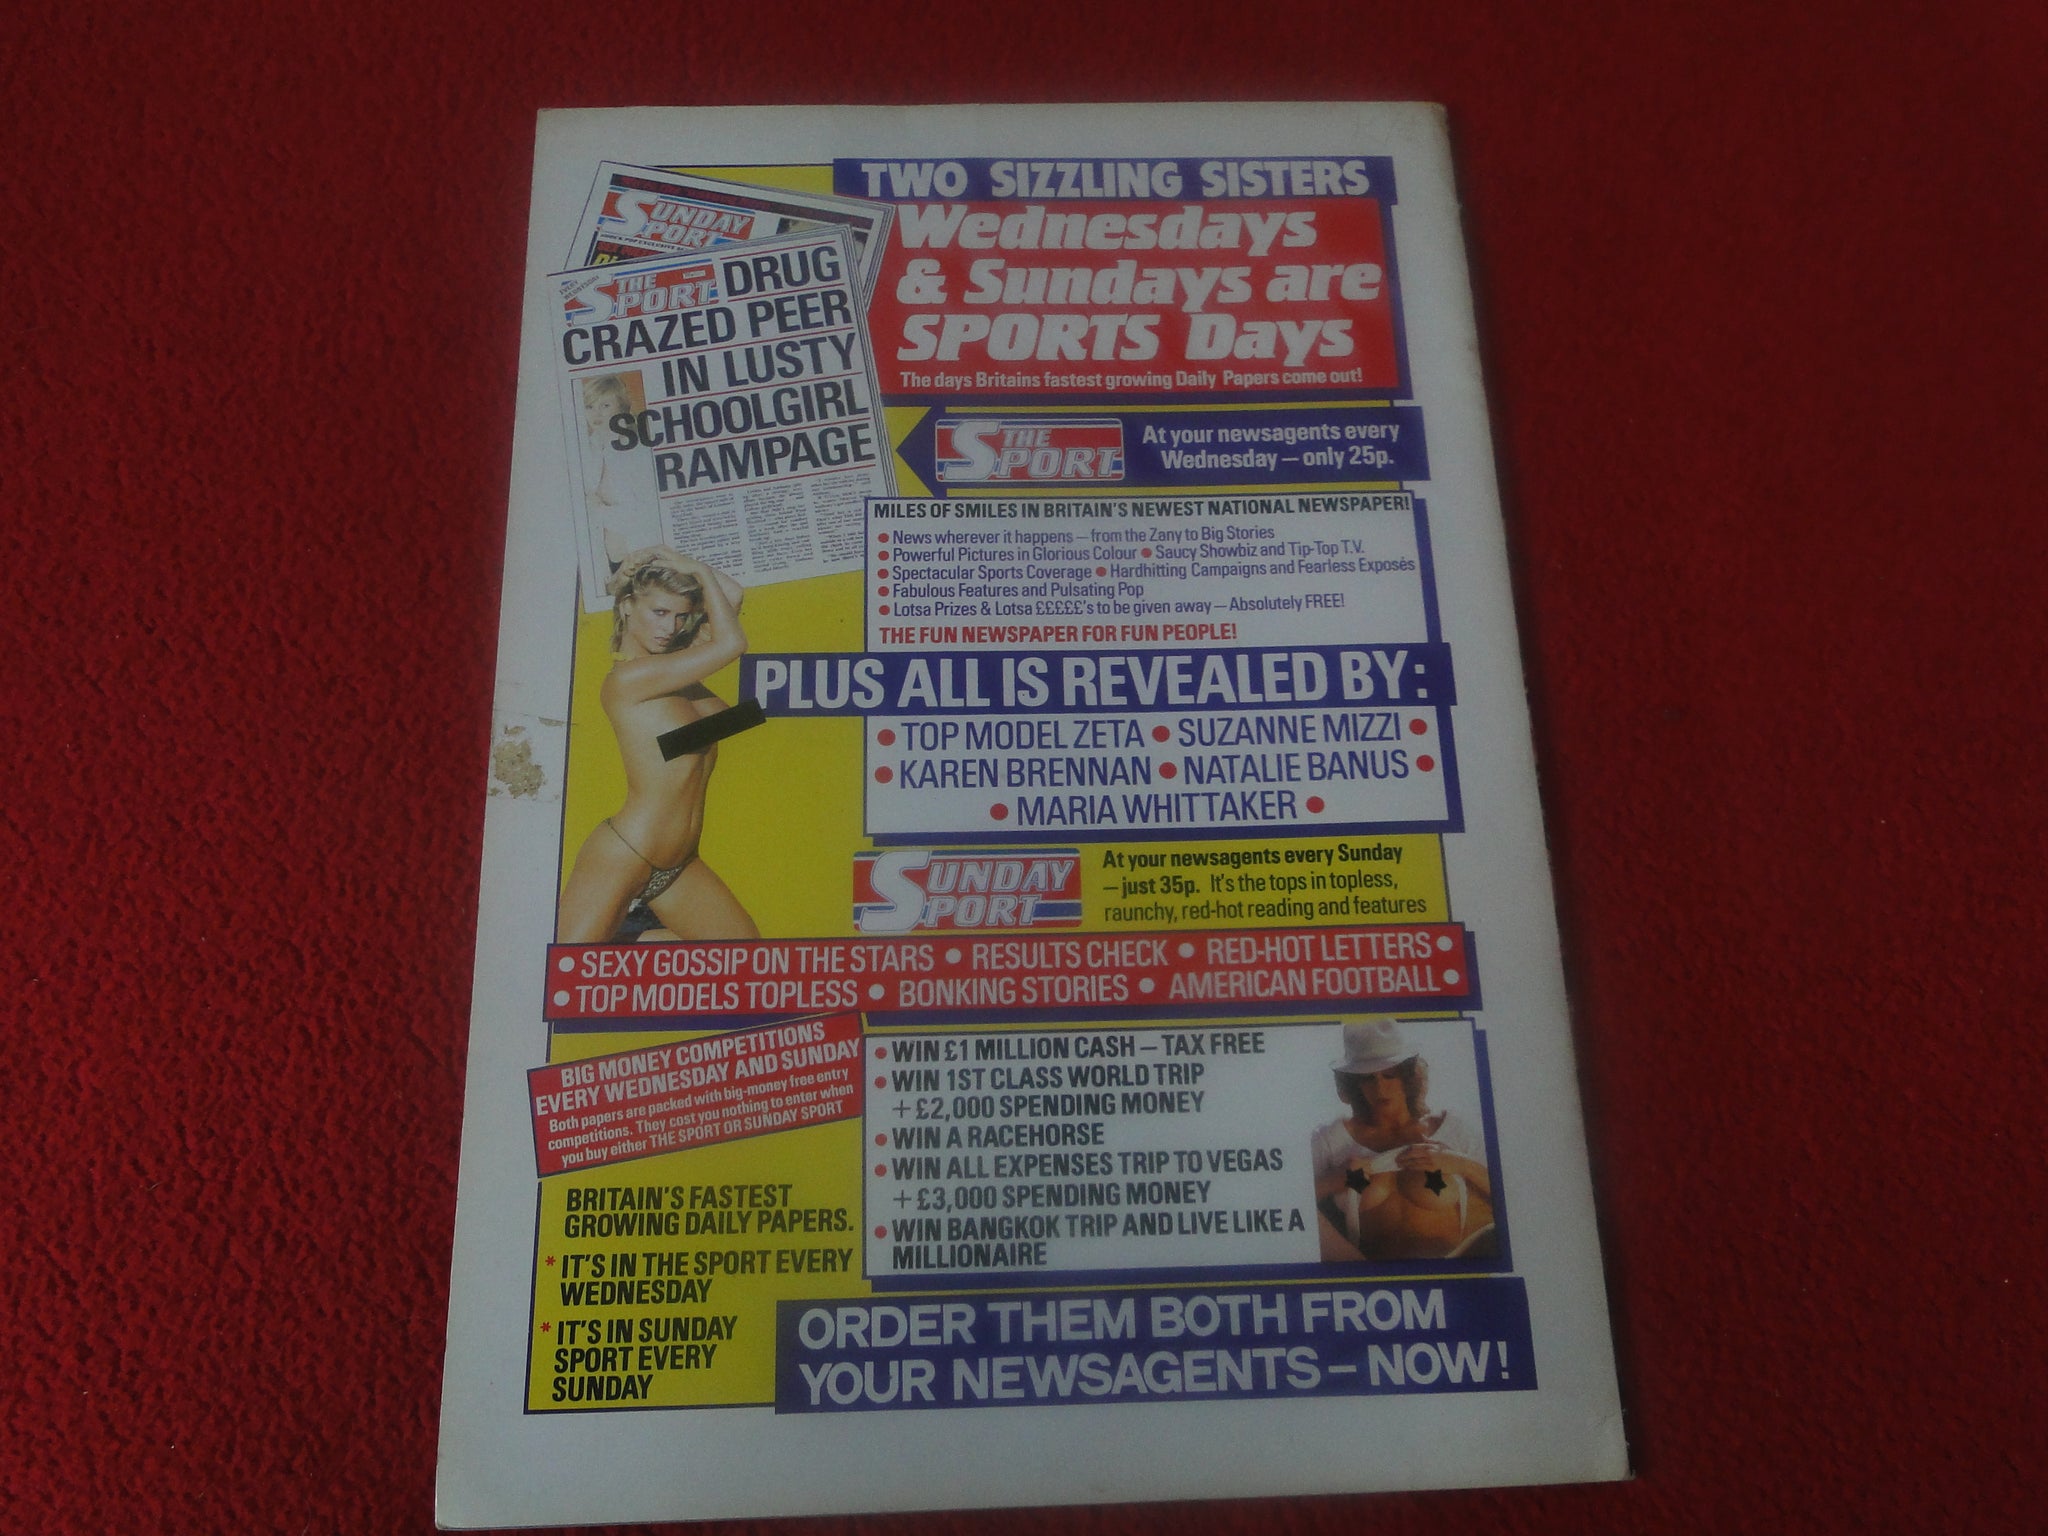 TWO SIZZLING SISTERS
Wednesdays
& Sundays are
SPORTS Days
The days Britains fastest growing Daily Papers come out!
SUNDAY
SPORT
EVERY WEDNESDAY
THE
SPORT
DRUG
CRAZED PEER
IN LUSTY
SCHOOLGIRL
RAMPAGE
THE
SPORT
At your newsagents every
Wednesday – only 25p.
MILES OF SMILES IN BRITAIN'S NEWEST NATIONAL NEWSPAPER!
• News wherever it happens – from the Zany to Big Stories
• Powerful Pictures in Glorious Colour • Saucy Showbiz and Tip-Top T.V.
• Spectacular Sports Coverage • Hardhitting Campaigns and Fearless Exposés
• Fabulous Features and Pulsating Pop
• Lotsa Prizes & Lotsa £££££'s to be given away – Absolutely FREE!
THE FUN NEWSPAPER FOR FUN PEOPLE!
PLUS ALL IS REVEALED BY:
• TOP MODEL ZETA • SUZANNE MIZZI •
• KAREN BRENNAN • NATALIE BANUS •
• MARIA WHITTAKER •
SUNDAY
SPORT
At your newsagents every Sunday
– just 35p. It's the tops in topless,
raunchy, red-hot reading and features
• SEXY GOSSIP ON THE STARS • RESULTS CHECK • RED-HOT LETTERS •
• TOP MODELS TOPLESS • BONKING STORIES • AMERICAN FOOTBALL •
BIG MONEY COMPETITIONS
EVERY WEDNESDAY AND SUNDAY
Both papers are packed with big-money free entry
competitions. They cost you nothing to enter when
you buy either THE SPORT OR SUNDAY SPORT
• WIN £1 MILLION CASH – TAX FREE
• WIN 1ST CLASS WORLD TRIP
+ £2,000 SPENDING MONEY
• WIN A RACEHORSE
• WIN ALL EXPENSES TRIP TO VEGAS
+ £3,000 SPENDING MONEY
• WIN BANGKOK TRIP AND LIVE LIKE A
MILLIONAIRE
BRITAIN'S FASTEST
GROWING DAILY PAPERS.
* IT'S IN THE SPORT EVERY
WEDNESDAY
* IT'S IN SUNDAY
SPORT EVERY
SUNDAY
ORDER THEM BOTH FROM
YOUR NEWSAGENTS – NOW!